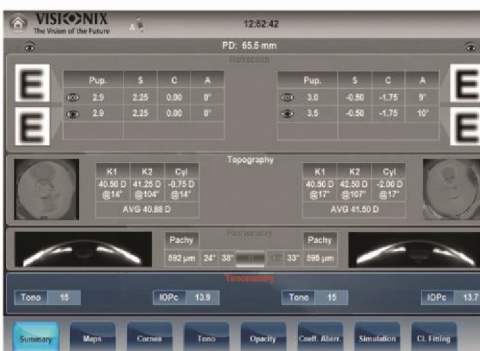 VISIONIX
The Vision of the Future
12:52:42
PD: 65.5 mm
Refraction
E
E
Pup. S C A
2.9 2.25 0.00 0°
2.9 2.25 0.00 0°
Pup. S C A
3.0 -0.50 -1.75 9°
3.5 -0.50 -1.75 10°
E
E
Topography
K1 K2 Cyl
40.50 D 41.25 D -0.75 D
@14° @104° @14°
AVG 40.88 D
K1 K2 Cyl
40.50 D 42.50 D -2.00 D
@17° @107° @17°
AVG 41.50 D
Pachymetry
Pachy
592 µm 24° 38°
33°
Pachy
595 µm
Tonometry
Tono 15 IOPc 13.9 Tono 15 IOPc 13.7
Summary Maps Cornea Tono Opacity Coeff. Aberr. Simulation CL Fitting